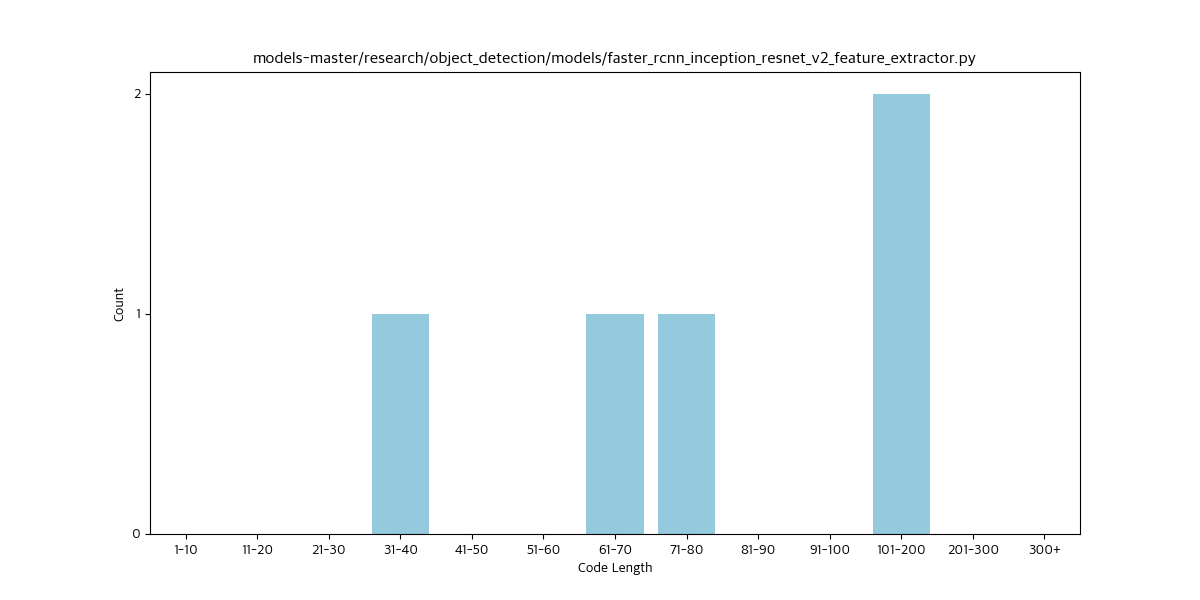 models-master/research/object_detection/models/faster_rcnn_inception_resnet_v2_feature_extractor.py
2
1
0
Count
1-10 11-20 21-30 31-40 41-50 51-60 61-70 71-80 81-90 91-100 101-200 201-300 300+
Code Length